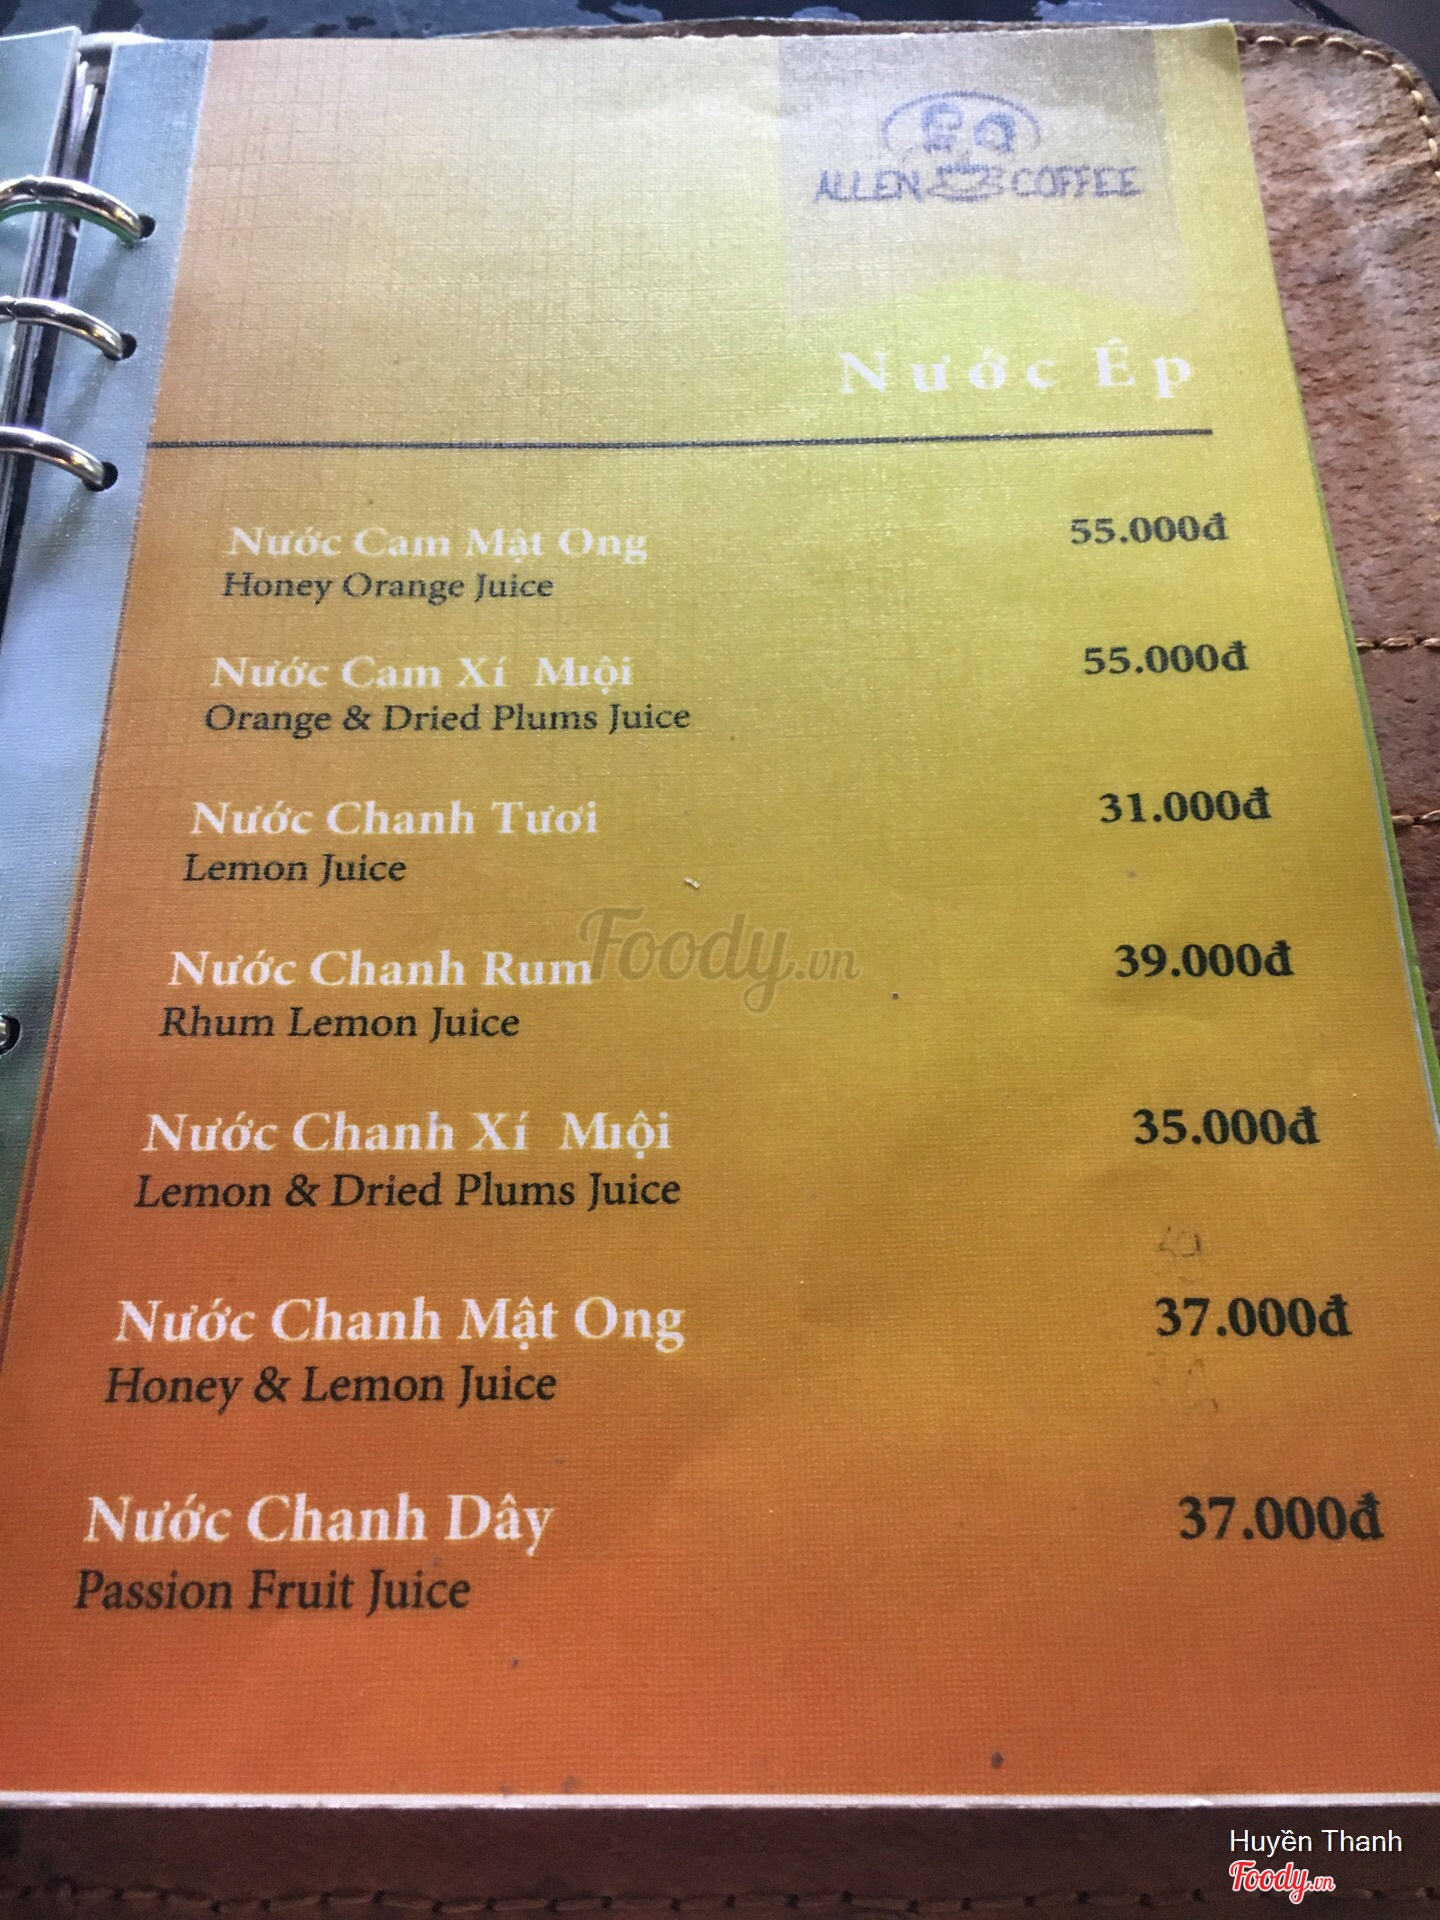 ALLEN COFFEE
Nước Ép
Nước Cam Mật Ong 55.000đ
Honey Orange Juice
Nước Cam Xí Muội 55.000đ
Orange & Dried Plums Juice
Nước Chanh Tươi 31.000đ
Lemon Juice
Foody.vn
Nước Chanh Rum 39.000đ
Rhum Lemon Juice
Nước Chanh Xí Muội 35.000đ
Lemon & Dried Plums Juice
Nước Chanh Mật Ong 37.000đ
Honey & Lemon Juice
Nước Chanh Dây 37.000đ
Passion Fruit Juice
Huyền Thanh
Foody.vn